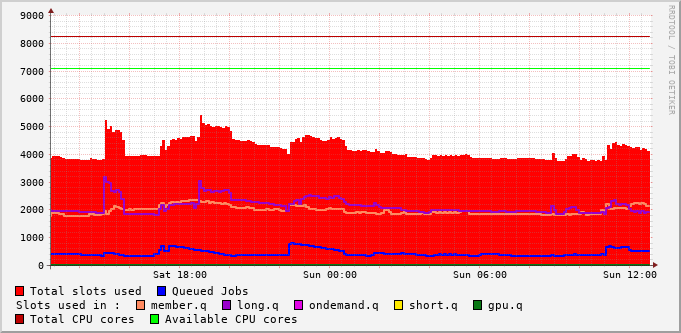 9000
8000
7000
6000
5000
4000
3000
2000
1000
0
Sat 18:00 Sun 00:00 Sun 06:00 Sun 12:00
RRDTOOL / TOBI OETIKER
Total slots used Queued Jobs
Slots used in : member.q long.q ondemand.q short.q gpu.q
Total CPU cores Available CPU cores